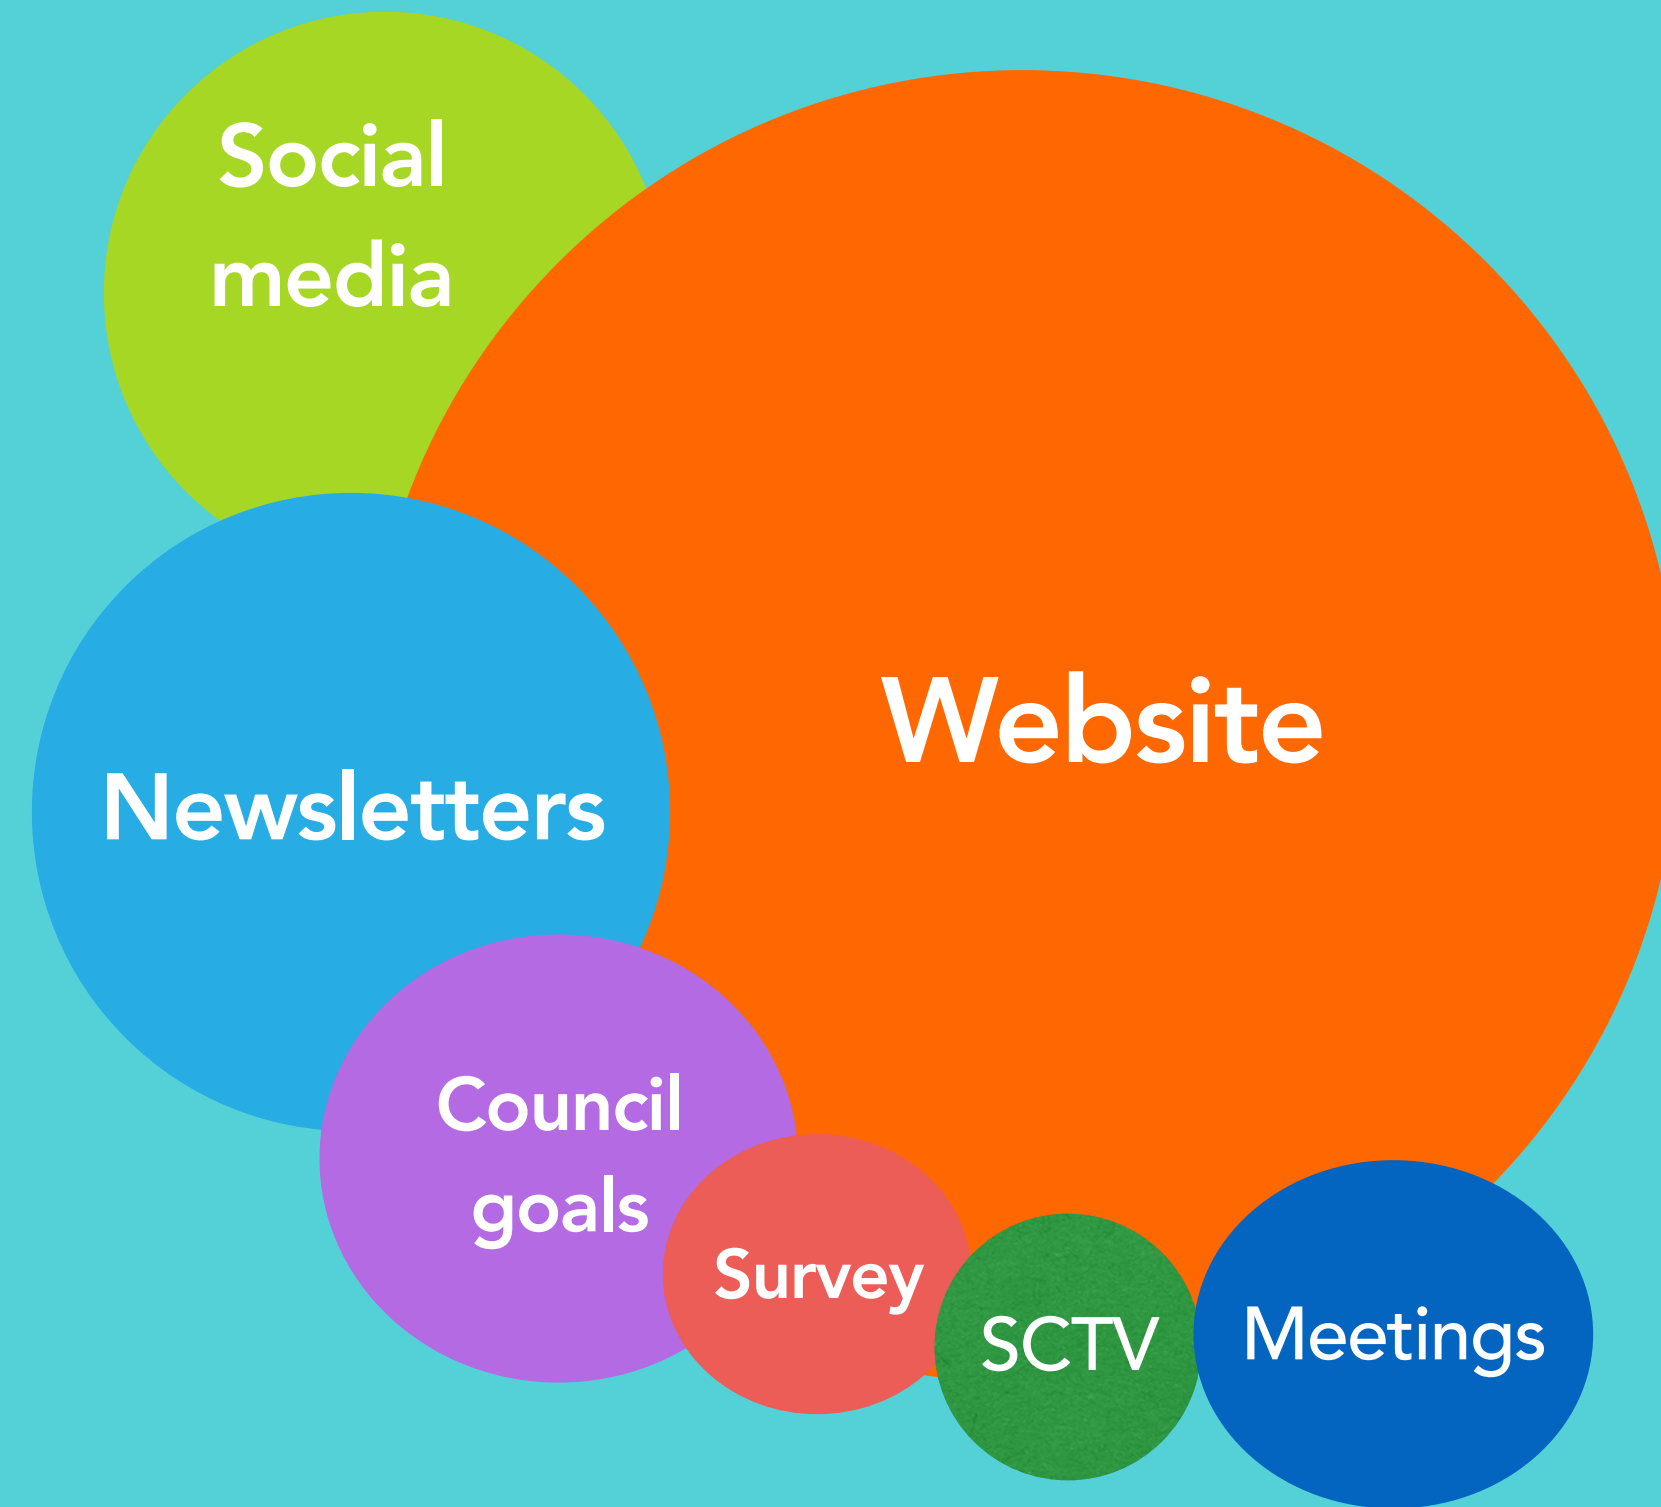 Social
media
Website
Newsletters
Council
goals
Survey
SCTV
Meetings